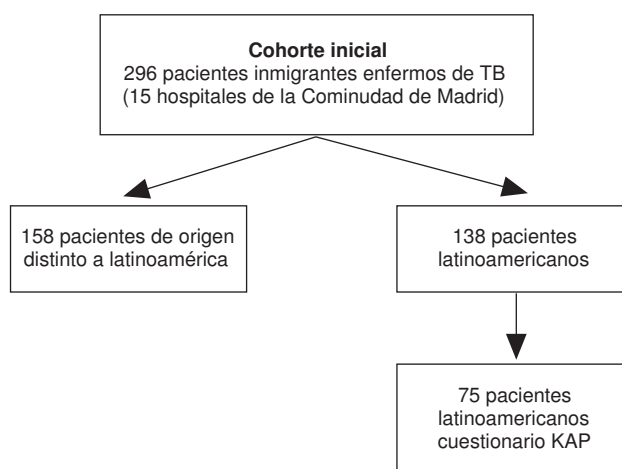 Cohorte inicial
296 pacientes inmigrantes enfermos de TB
(15 hospitales de la Cominudad de Madrid)
158 pacientes de origen
distinto a latinoamérica
138 pacientes
latinoamericanos
75 pacientes
latinoamericanos
cuestionario KAP